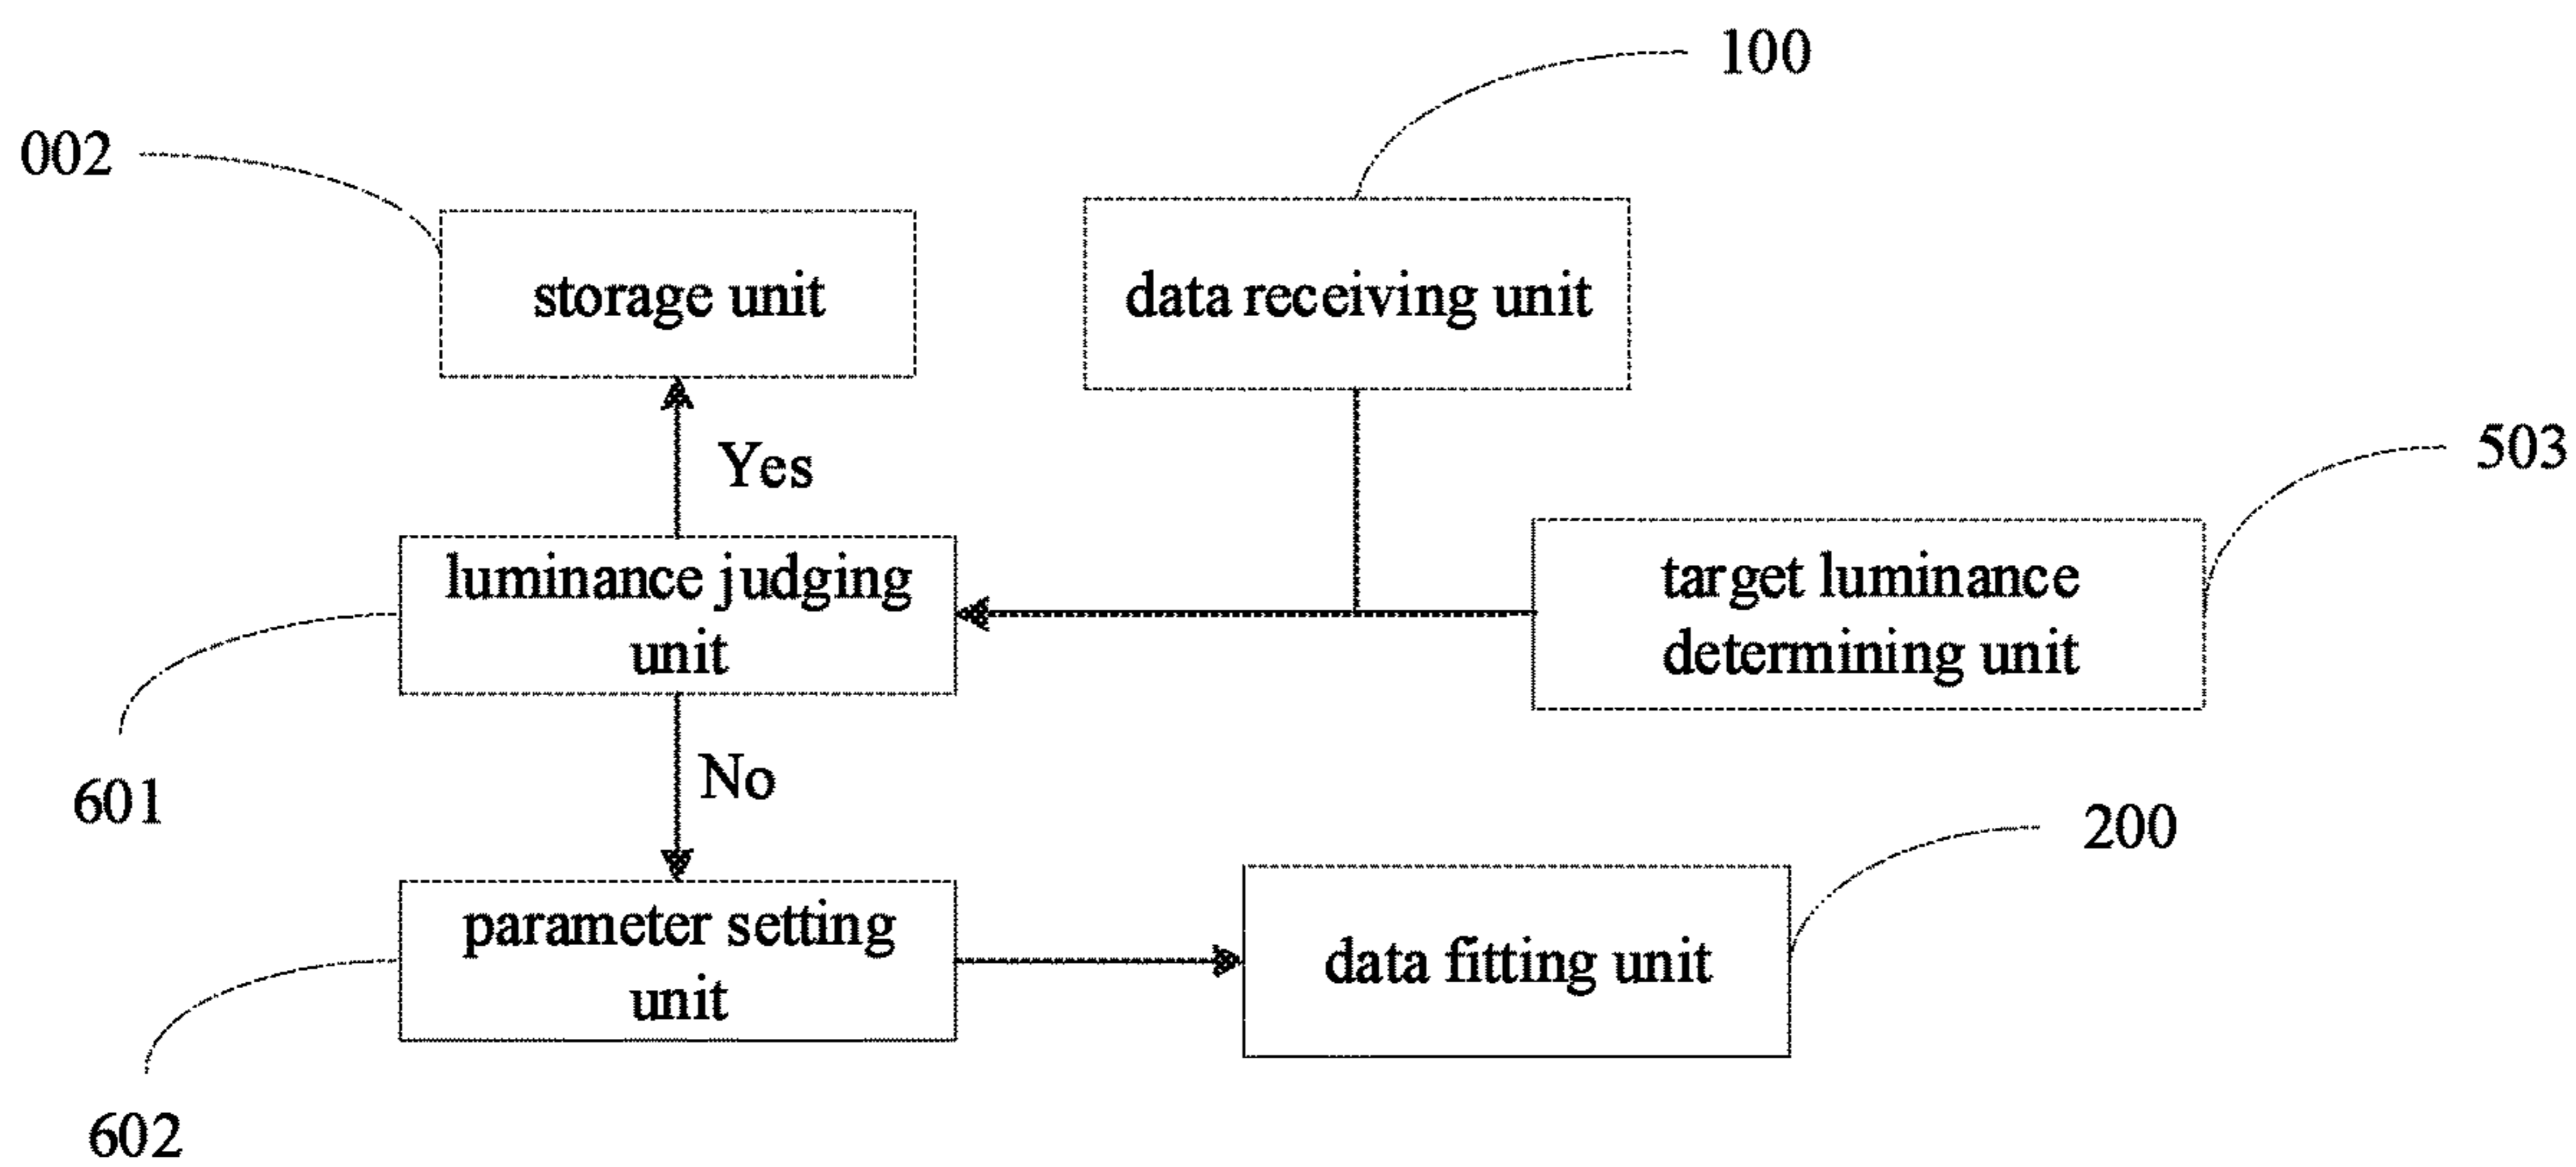 100
002
storage unit
data receiving unit
Yes
503
luminance judging
unit
target luminance
determining unit
601
No
200
parameter setting
unit
data fitting unit
602